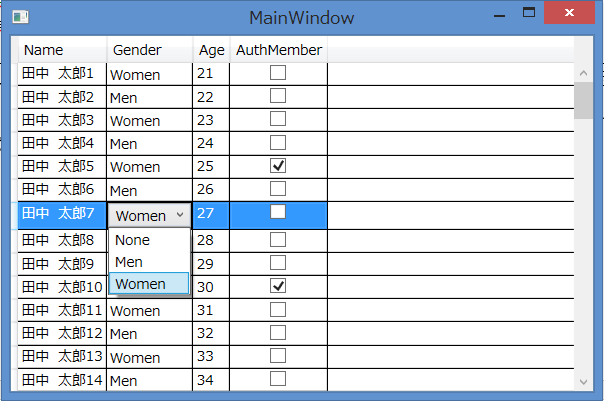 MainWindow
Name Gender Age AuthMember
田中 太郎1 Women 21
田中 太郎2 Men 22
田中 太郎3 Women 23
田中 太郎4 Men 24
田中 太郎5 Women 25
田中 太郎6 Men 26
田中 太郎7 Women 27
田中 太郎8 None 28
田中 太郎9 Men 29
田中 太郎10 Women 30
田中 太郎11 Women 31
田中 太郎12 Men 32
田中 太郎13 Women 33
田中 太郎14 Men 34